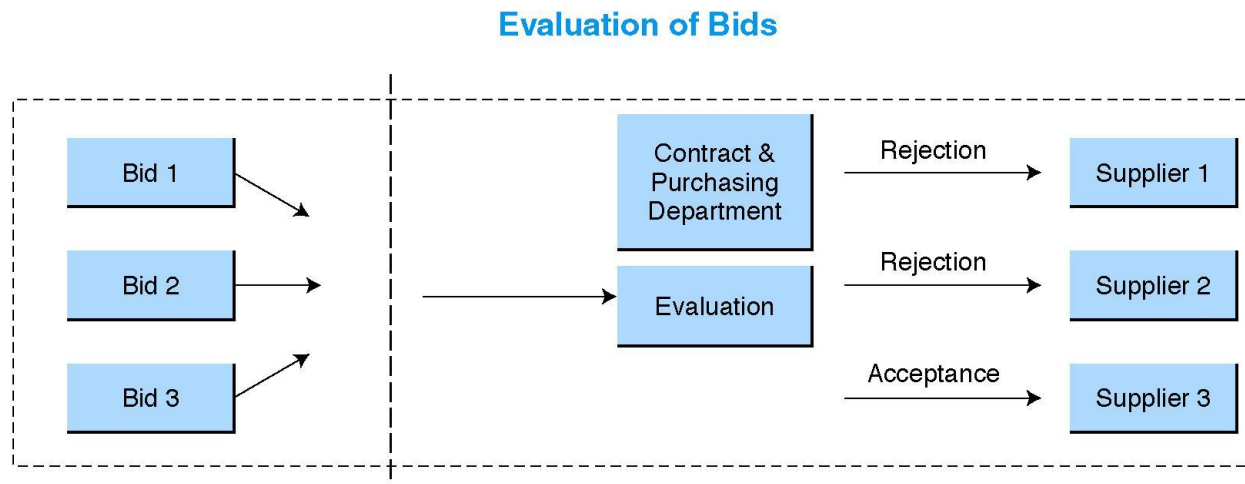 Evaluation of Bids
Bid 1
Bid 2
Bid 3
Contract &
Purchasing
Department
Evaluation
Rejection
Supplier 1
Rejection
Supplier 2
Acceptance
Supplier 3